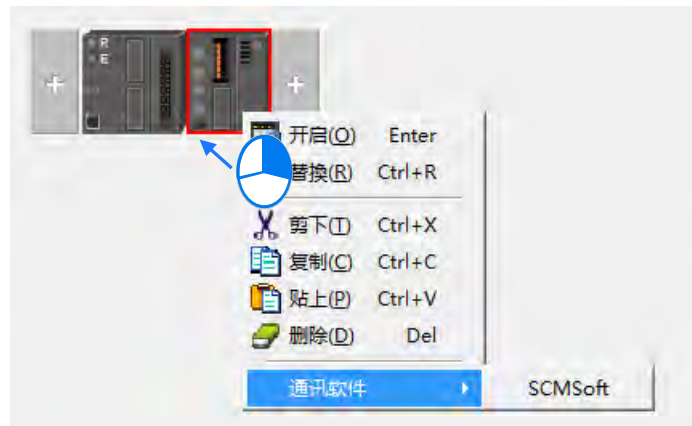 R
E
+
+
开启(O) Enter
替换(R) Ctrl+R
剪下(T) Ctrl+X
复制(C) Ctrl+C
贴上(P) Ctrl+V
删除(D) Del
通讯软件 SCMSoft